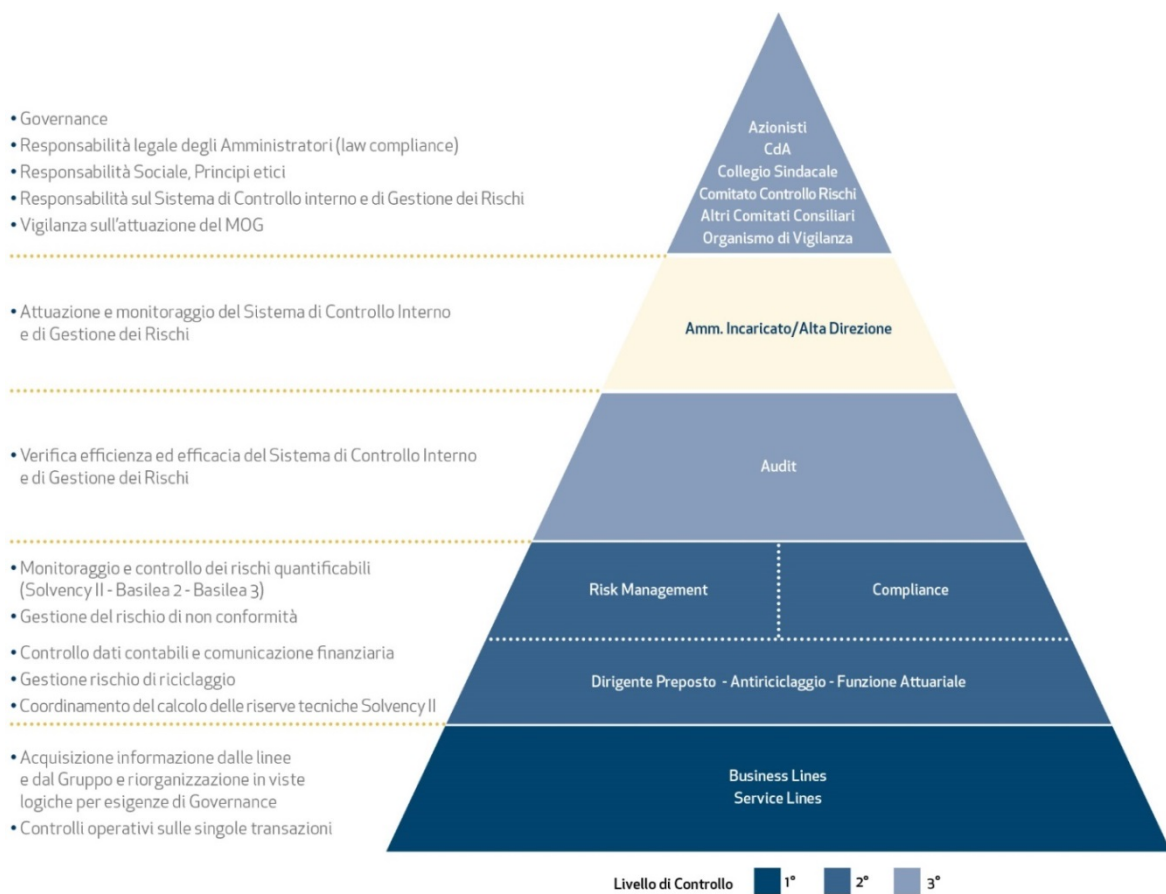 • Governance
• Responsabilità legale degli Amministratori (law compliance)
• Responsabilità Sociale, Principi etici
• Responsabilità sul Sistema di Controllo interno e di Gestione dei Rischi
• Vigilanza sull'attuazione del MOG
Azionisti
CdA
Collegio Sindacale
Comitato Controllo Rischi
Altri Comitati Consiliari
Organismo di Vigilanza
• Attuazione e monitoraggio del Sistema di Controllo Interno
e di Gestione dei Rischi
Amm. Incaricato/Alta Direzione
• Verifica efficienza ed efficacia del Sistema di Controllo Interno
e di Gestione dei Rischi
Audit
• Monitoraggio e controllo dei rischi quantificabili
(Solvency II - Basilea 2 - Basilea 3)
• Gestione del rischio di non conformità
Risk Management
Compliance
• Controllo dati contabili e comunicazione finanziaria
• Gestione rischio di riciclaggio
• Coordinamento del calcolo delle riserve tecniche Solvency II
Dirigente Preposto - Antiriciclaggio - Funzione Attuariale
• Acquisizione informazione dalle linee
e dal Gruppo e riorganizzazione in viste
logiche per esigenze di Governance
• Controlli operativi sulle singole transazioni
Business Lines
Service Lines
Livello di Controllo 1° 2° 3°